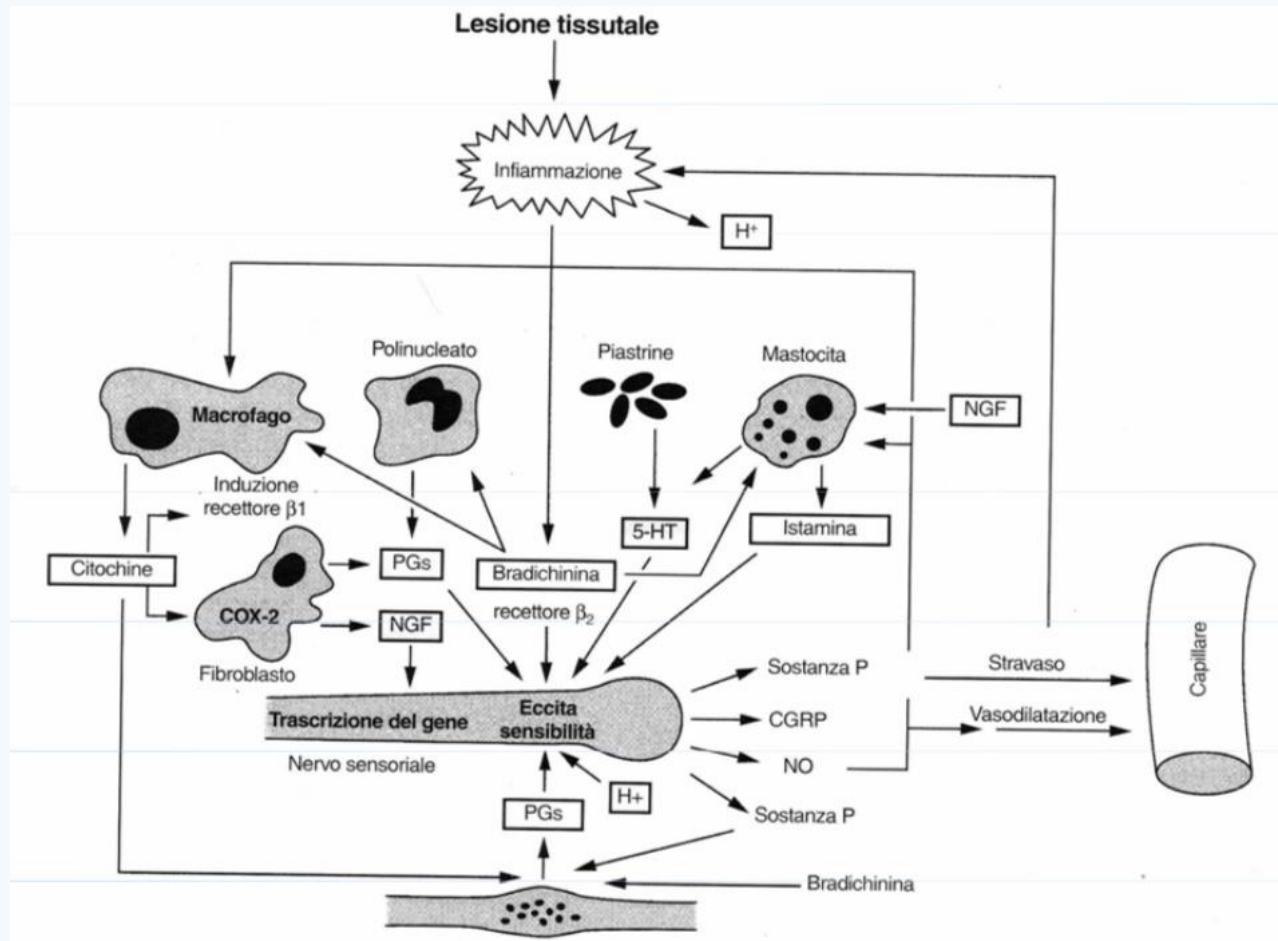 Lesione tissutale
Infiammazione
H⁺
Polinucleato
Piastrine
Mastocita
Macrofago
NGF
Induzione
recettore β1
5-HT
Istamina
Citochine
PGs
Bradichinina
COX-2
NGF
recettore β₂
Fibroblasto
Sostanza P
Stravaso
Capillare
Trascrizione del gene
Eccita
sensibilità
CGRP
Vasodilatazione
Nervo sensoriale
NO
H+
PGs
Sostanza P
Bradichinina